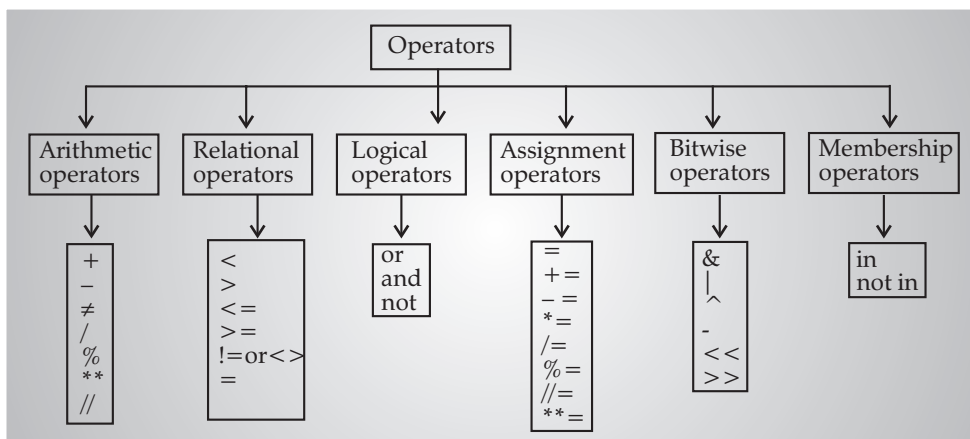 Operators
Arithmetic
operators
Relational
operators
Logical
operators
Assignment
operators
Bitwise
operators
Membership
operators
+
–
≠
/
%
**
//
<
>
<=
>=
!=or<>
=
or
and
not
=
+=
–=
*=
/=
%=
//=
**=
&
|
^
-
<<
>>
in
not in